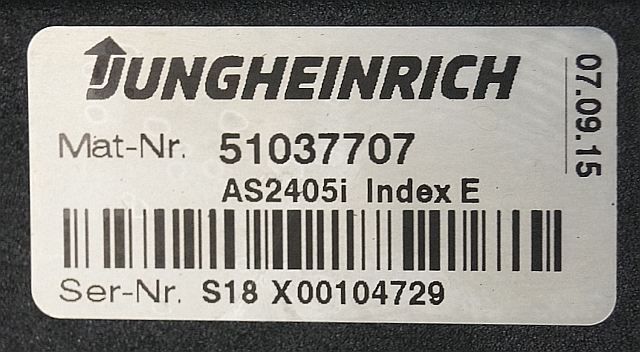 JUNGHEINRICH
Mat-Nr. 51037707
AS2405i Index E
Ser-Nr. S18 X00104729
07.09.15